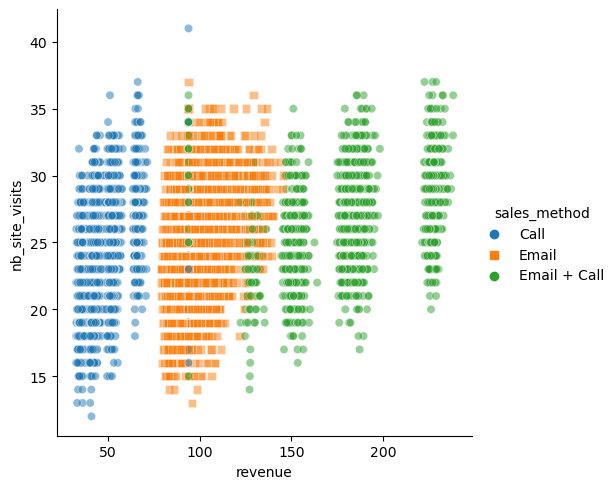 nb_site_visits
40
35
30
25
20
15
50
100
150
200
revenue
sales_method
Call
Email
Email + Call